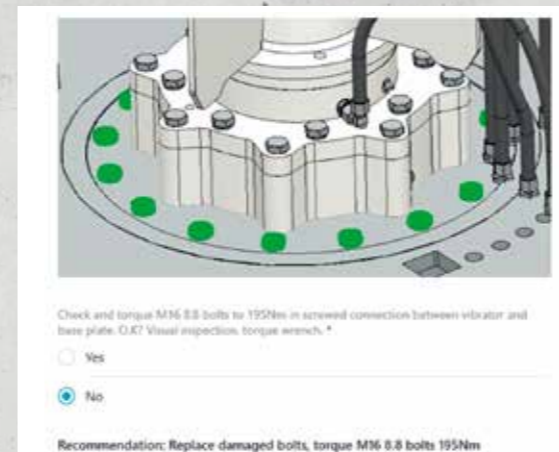 Check and torque M16 8.8 bolts to 195Nm in screwed connection between vibrator and
base plate. O.K? Visual inspection, torque wrench. *
Yes
No
Recommendation: Replace damaged bolts, torque M16 8.8 bolts 195Nm